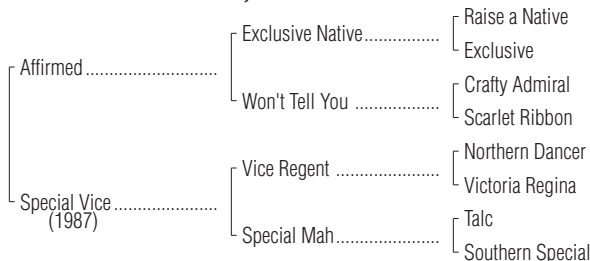 Raise a Native
Exclusive Native................
Exclusive
Affirmed ...........................
Crafty Admiral
Won't Tell You ..................
Scarlet Ribbon
Northern Dancer
Vice Regent ......................
Victoria Regina
Special Vice .....................
(1987)
Talc
Special Mah......................
Southern Special